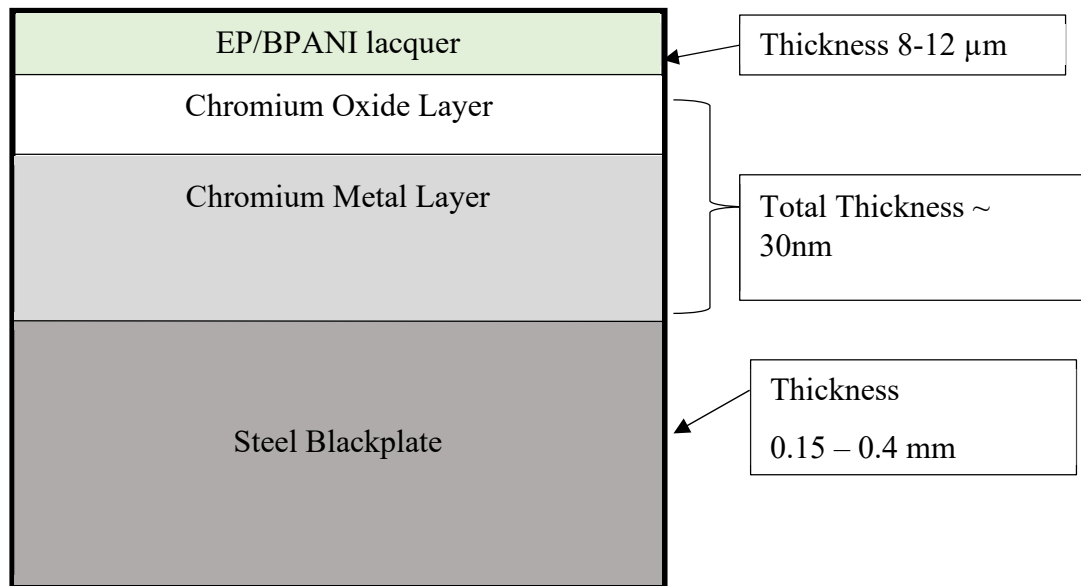 EP/BPANI lacquer
Thickness 8-12 µm
Chromium Oxide Layer
Chromium Metal Layer
Total Thickness ~
30nm
Thickness
0.15 – 0.4 mm
Steel Blackplate